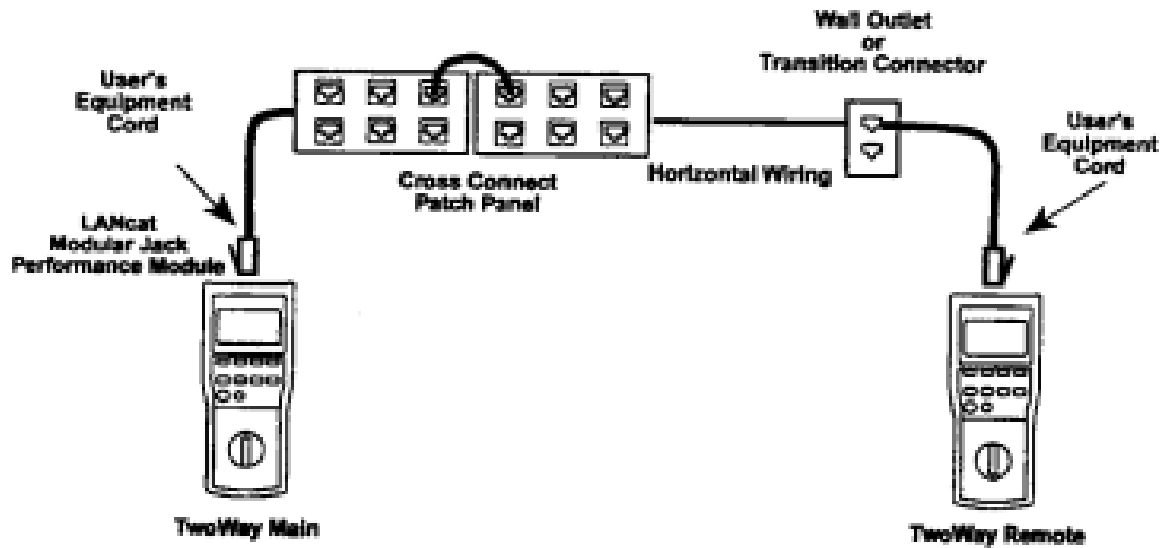 Wall Outlet
or
Transition Connector
User's
Equipment
Cord
User's
Equipment
Cord
Cross Connect
Patch Panel
Horizontal Wiring
LANcat
Modular Jack
Performance Module
TwoWay Main
TwoWay Remote